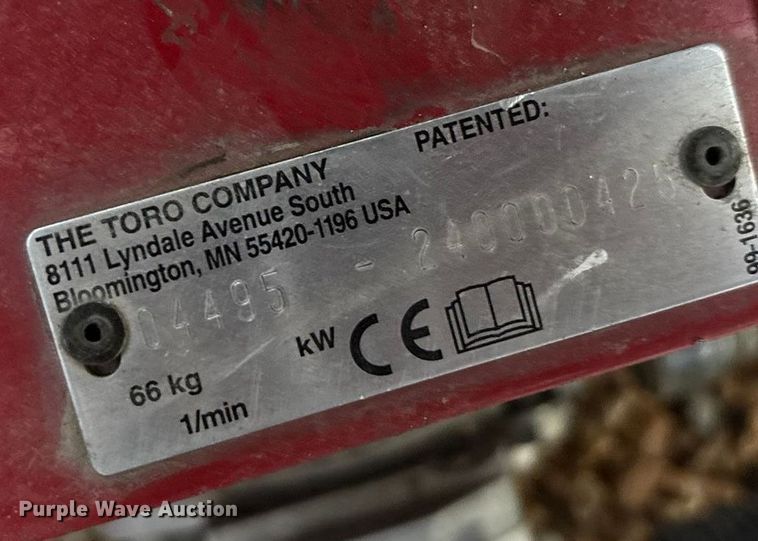 THE TORO COMPANY
8111 Lyndale Avenue South
Bloomington, MN 55420-1196 USA
PATENTED:
04495 -
66 kg
kW
CE
1/min
99-1636
Purple Wave Auction